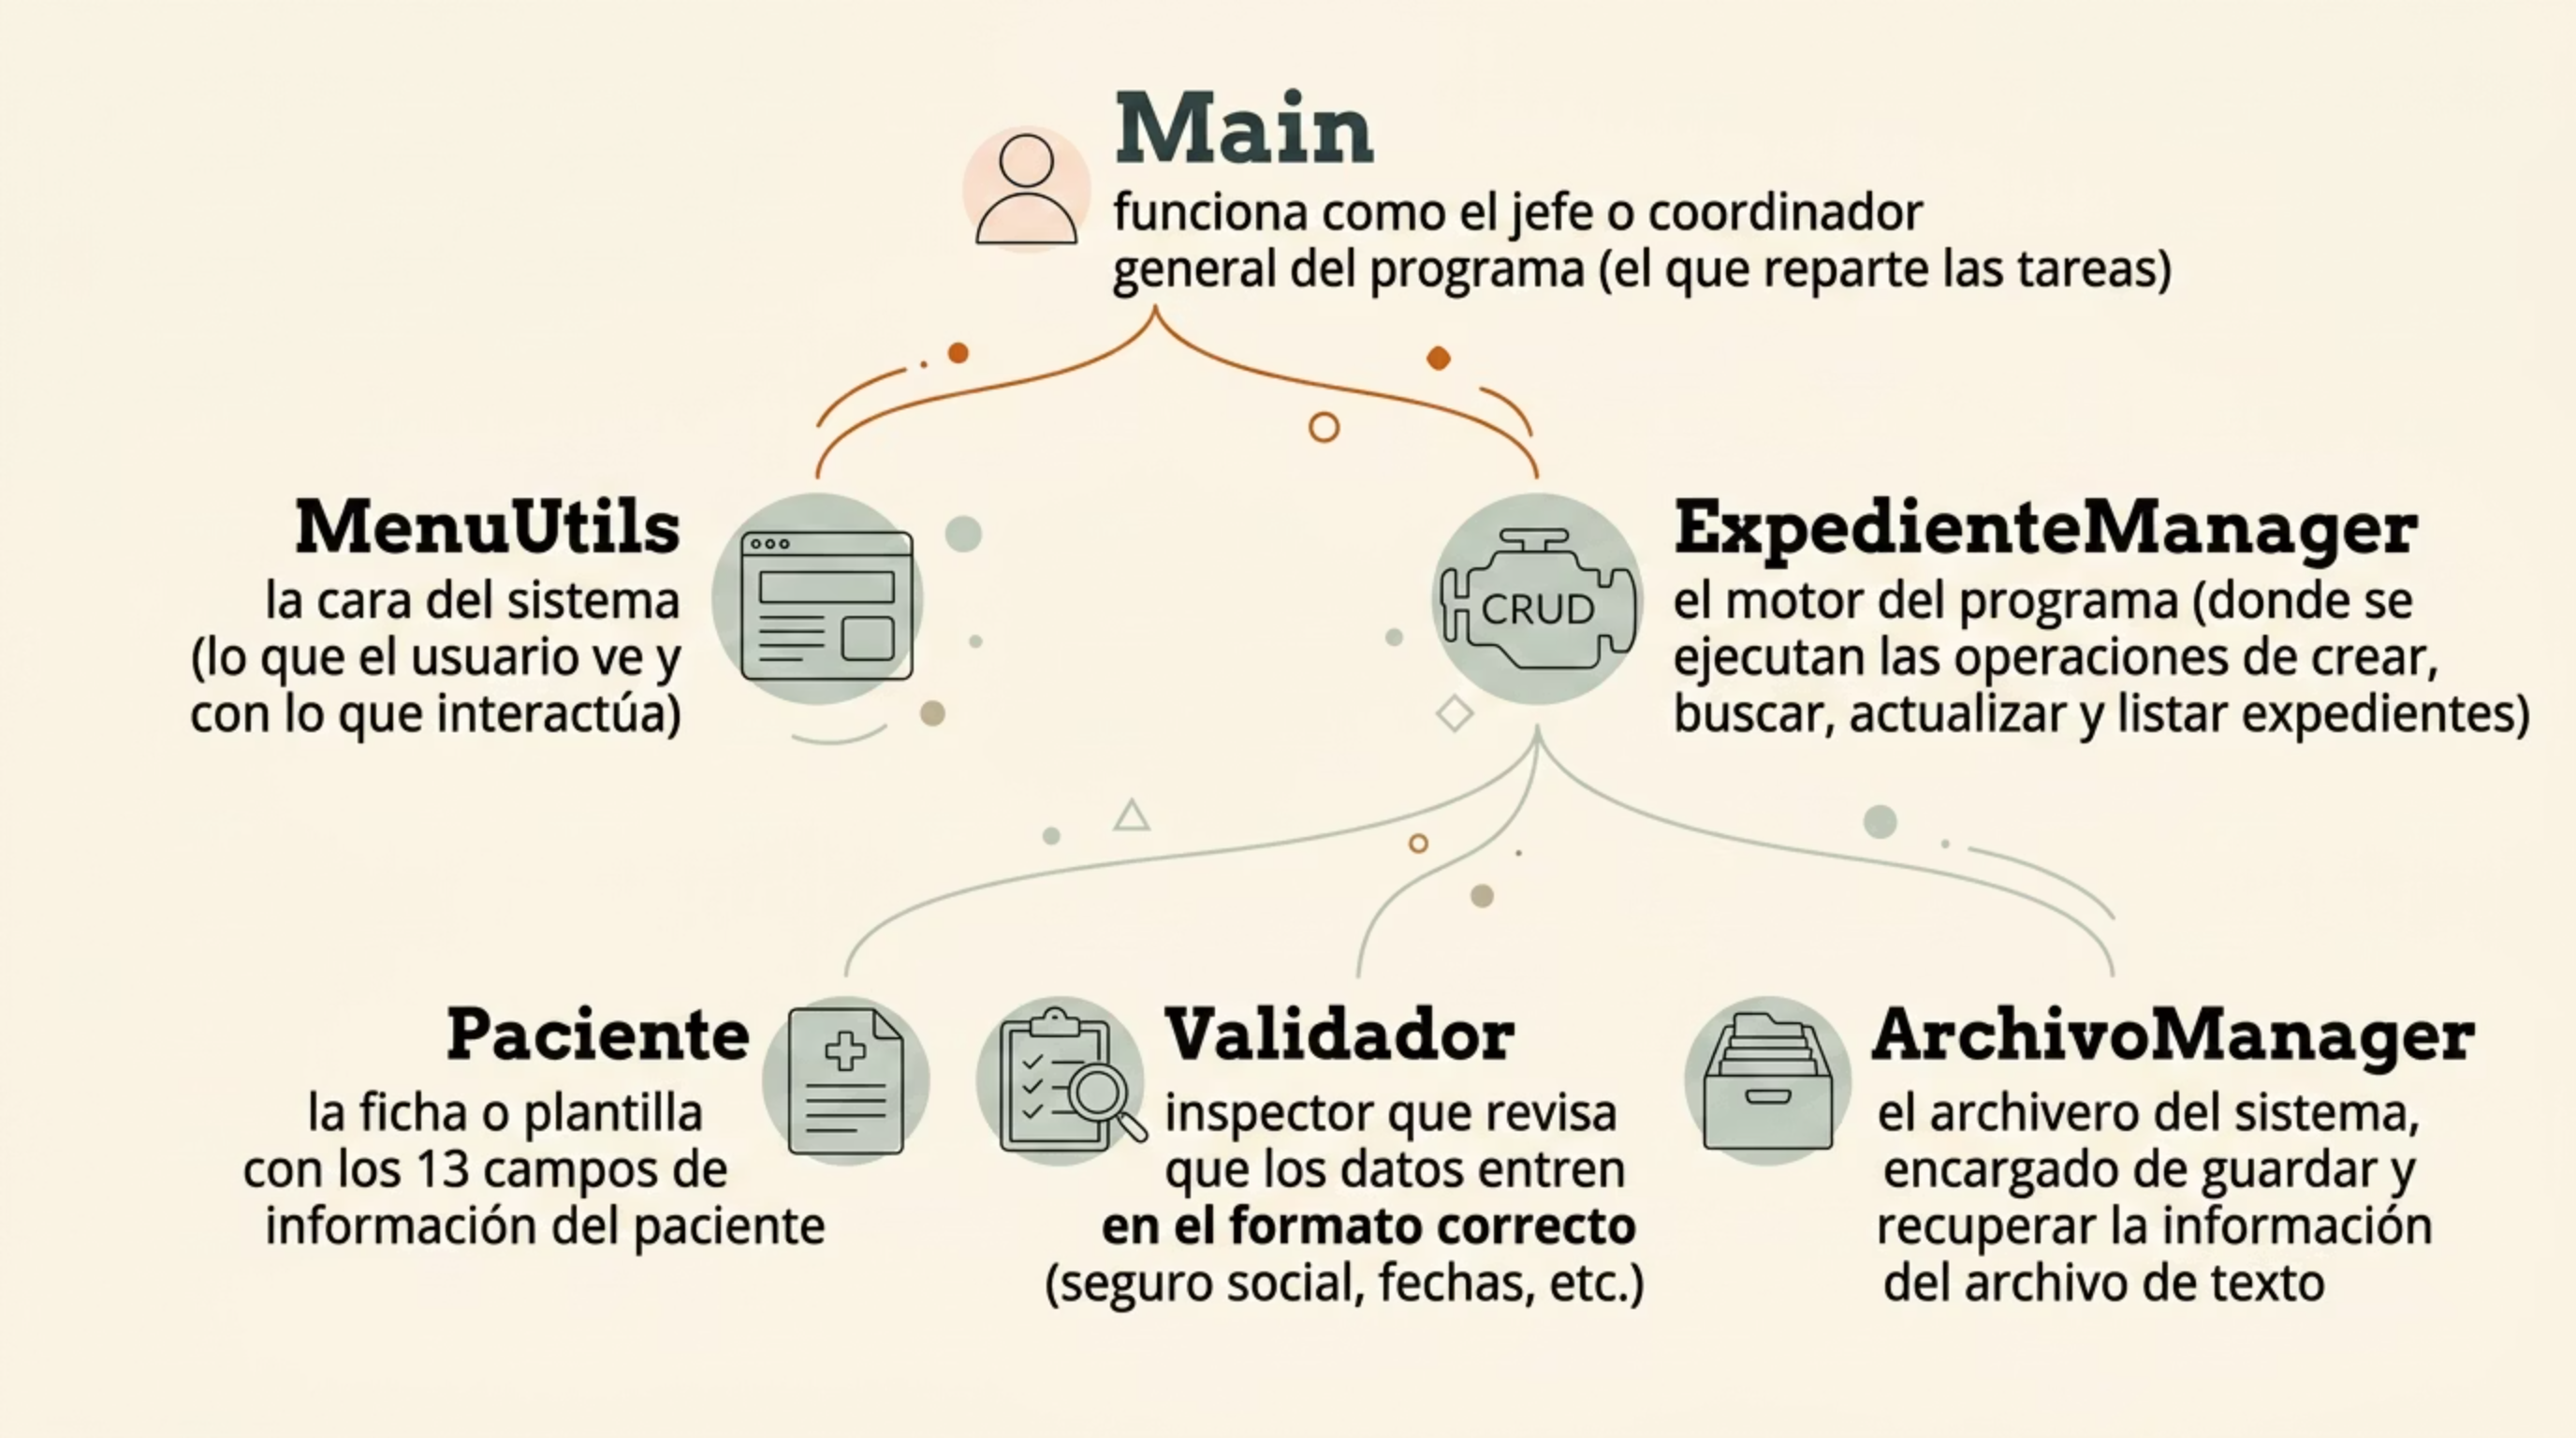 Main
funciona como el jefe o coordinador
general del programa (el que reparte las tareas)
MenuUtils
la cara del sistema
(lo que el usuario ve y
con lo que interactúa)
CRUD
ExpedienteManager
el motor del programa (donde se
ejecutan las operaciones de crear,
buscar, actualizar y listar expedientes)
Paciente
la ficha o plantilla
con los 13 campos de
información del paciente
Validador
inspector que revisa
que los datos entren
en el formato correcto
(seguro social, fechas, etc.)
ArchivoManager
el archivero del sistema,
encargado de guardar y
recuperar la información
del archivo de texto